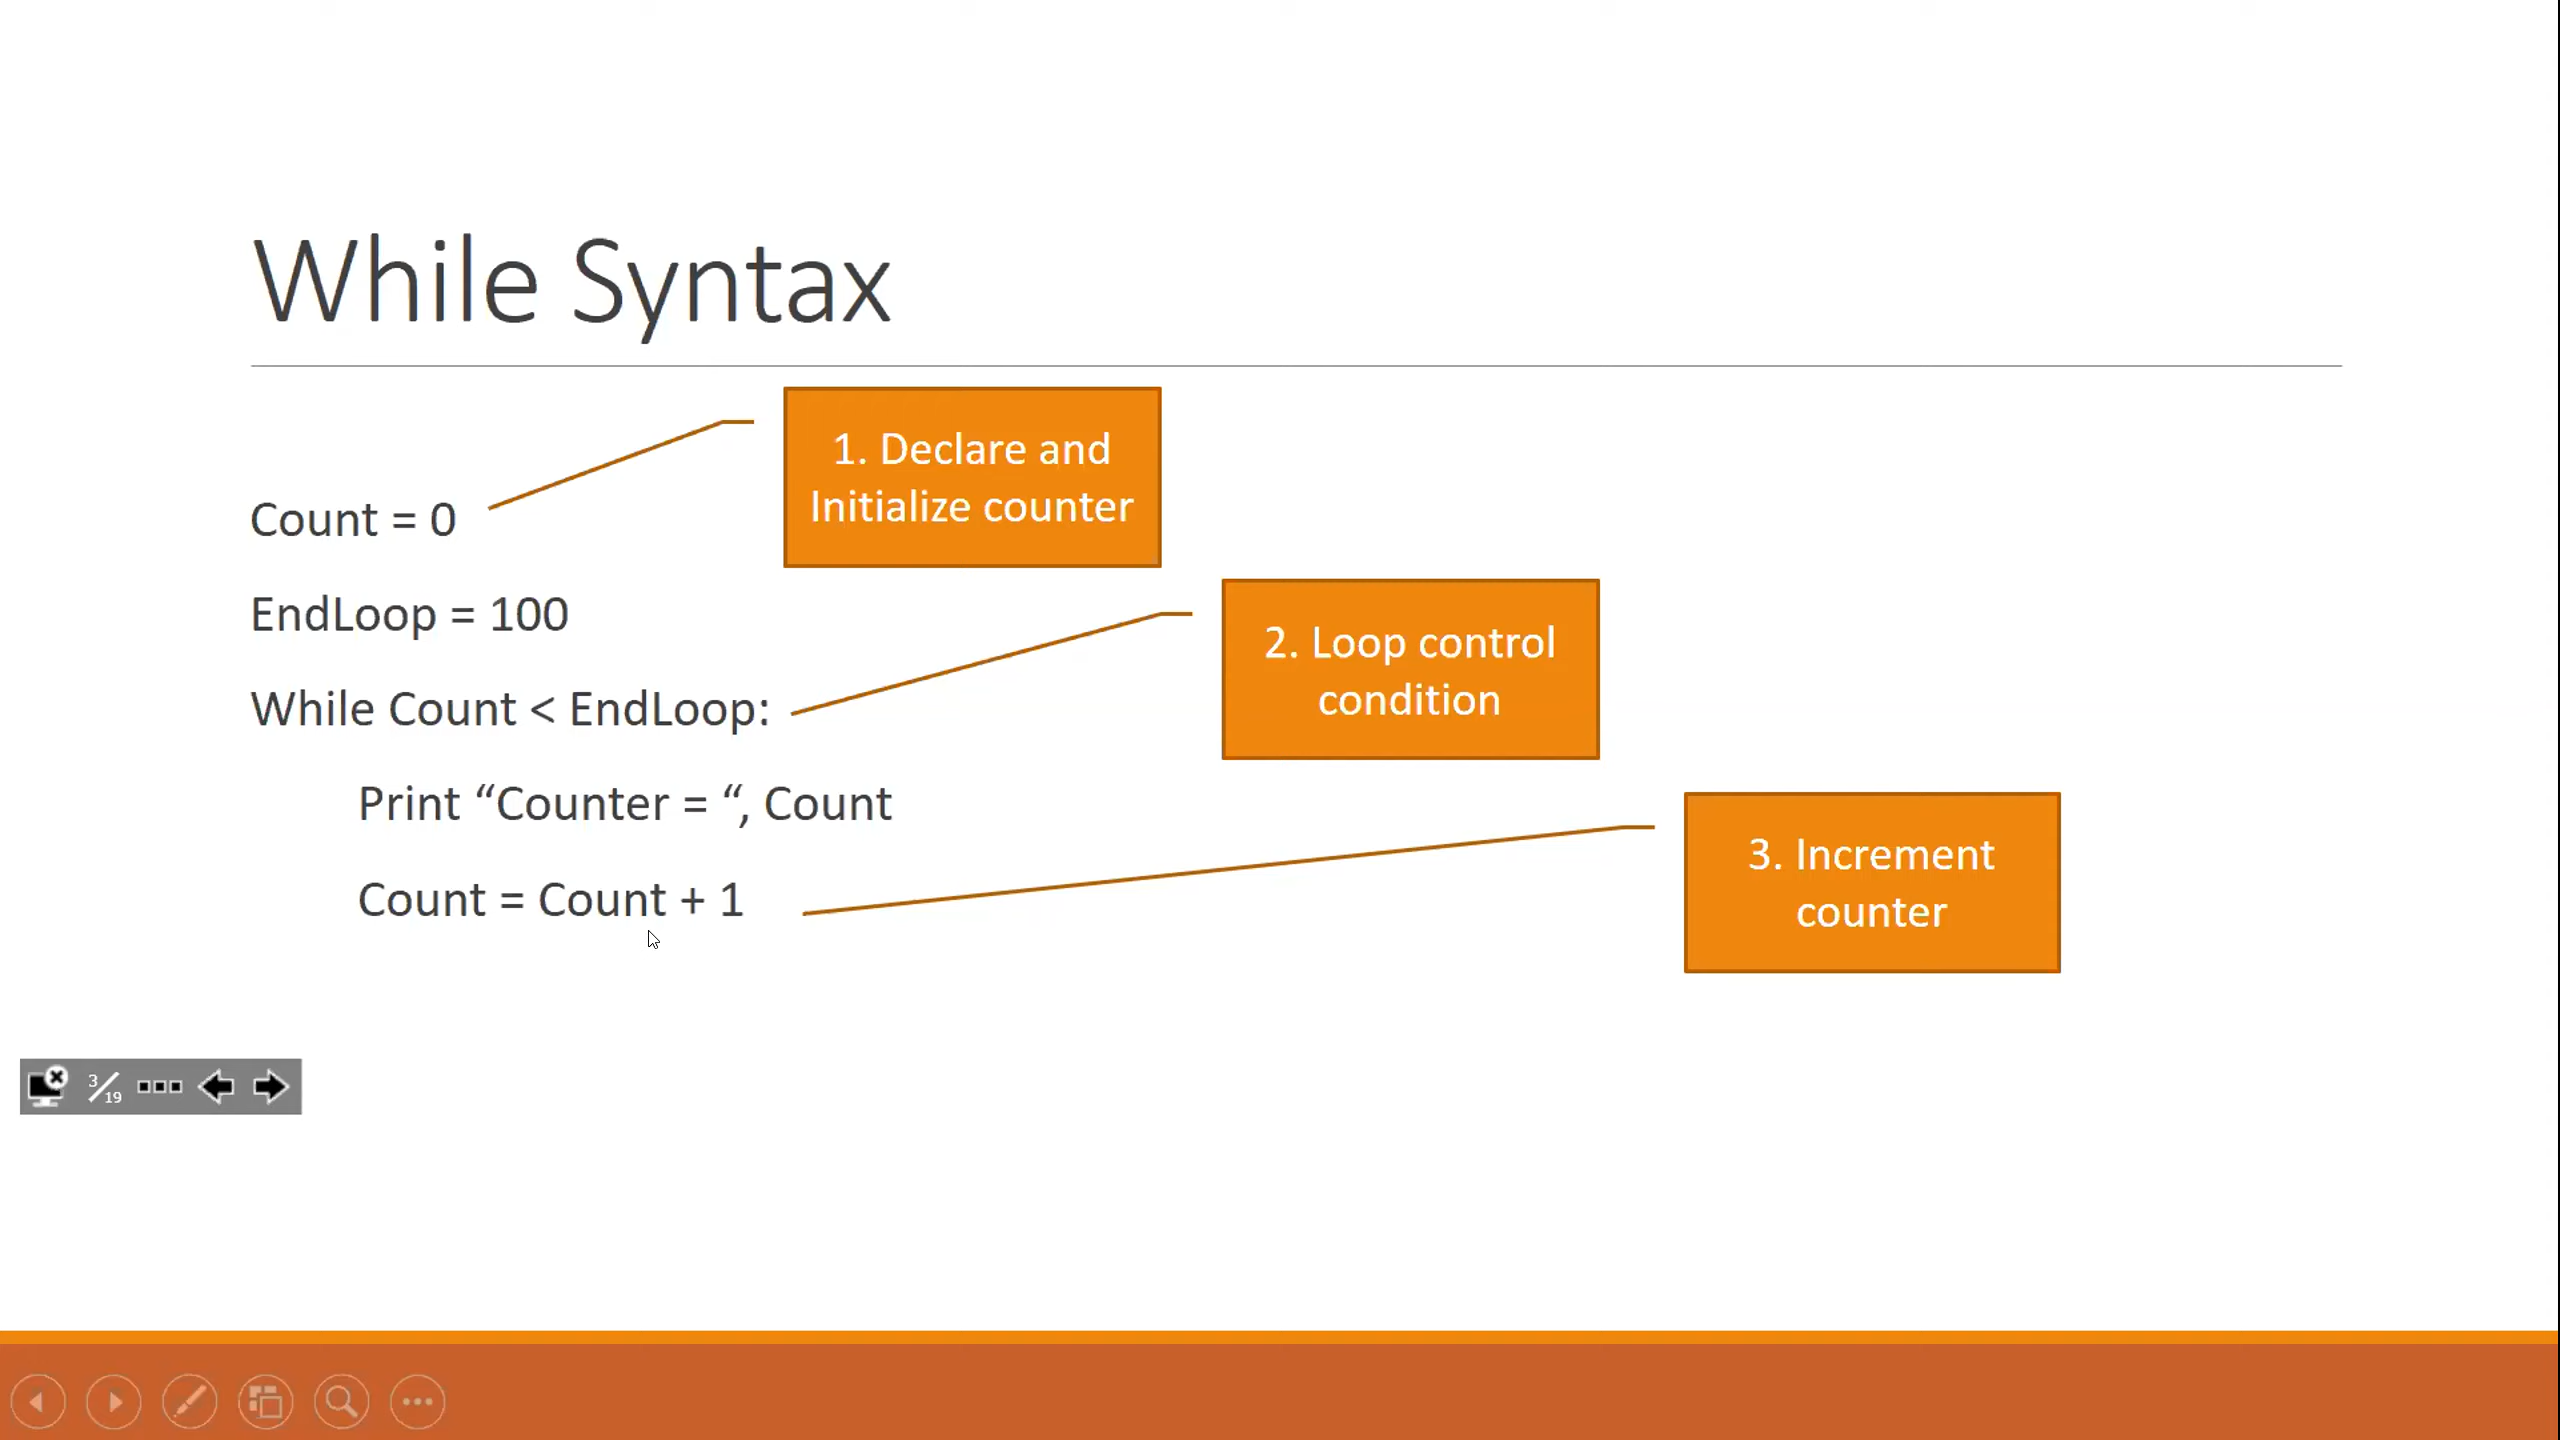 While Syntax
1. Declare and
Initialize counter
Count = 0
EndLoop = 100
2. Loop control
condition
While Count < EndLoop:
Print “Counter = “, Count
3. Increment
counter
Count = Count + 1
3/19